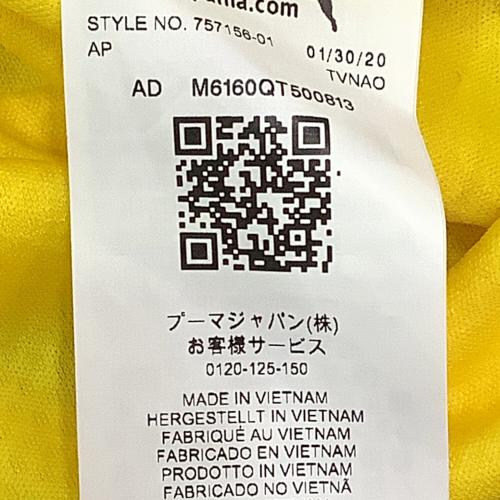 puma.com
STYLE NO. 757156-01
AP
01/30/20
TVNAO
AD M6160QT500813
プーマジャパン(株)
お客様サービス
0120-125-150
MADE IN VIETNAM
HERGESTELLT IN VIETNAM
FABRIQUÉ AU VIETNAM
FABRICADO EN VIETNAM
PRODOTTO IN VIETNAM
FABRICADO NO VIETNÃ